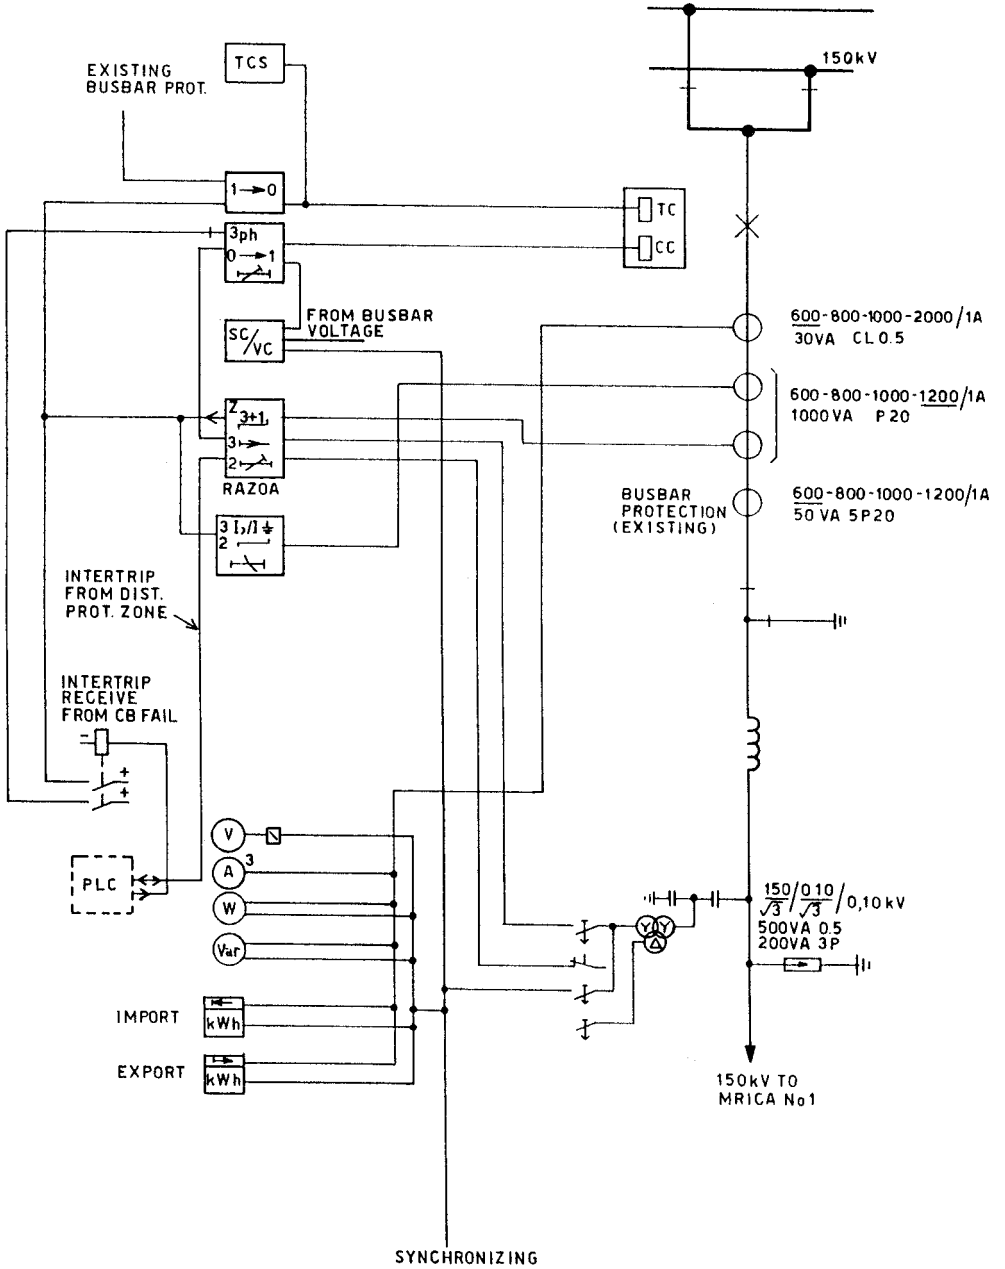 150kV
EXISTING
BUSBAR PROT.
TCS
1→0
3ph
0→1
TC
CC
SC/VC
FROM BUSBAR
VOLTAGE
600-800-1000-2000/1A
30VA CL0.5
600-800-1000-1200/1A
1000VA P20
Z 3+1
3
2
RAZOA
BUSBAR
PROTECTION
(EXISTING)
600-800-1000-1200/1A
50VA 5P20
3 I>/I⏚
2
INTERTRIP
FROM DIST.
PROT. ZONE
INTERTRIP
RECEIVE
FROM CB FAIL
-
+
+
PLC
V
A 3
W
Var
IMPORT
kWh
EXPORT
kWh
Y Y
Δ
150/√3 / 0.10/√3 / 0,10kV
500VA 0.5
200VA 3P
150kV TO
MRICA No1
SYNCHRONIZING